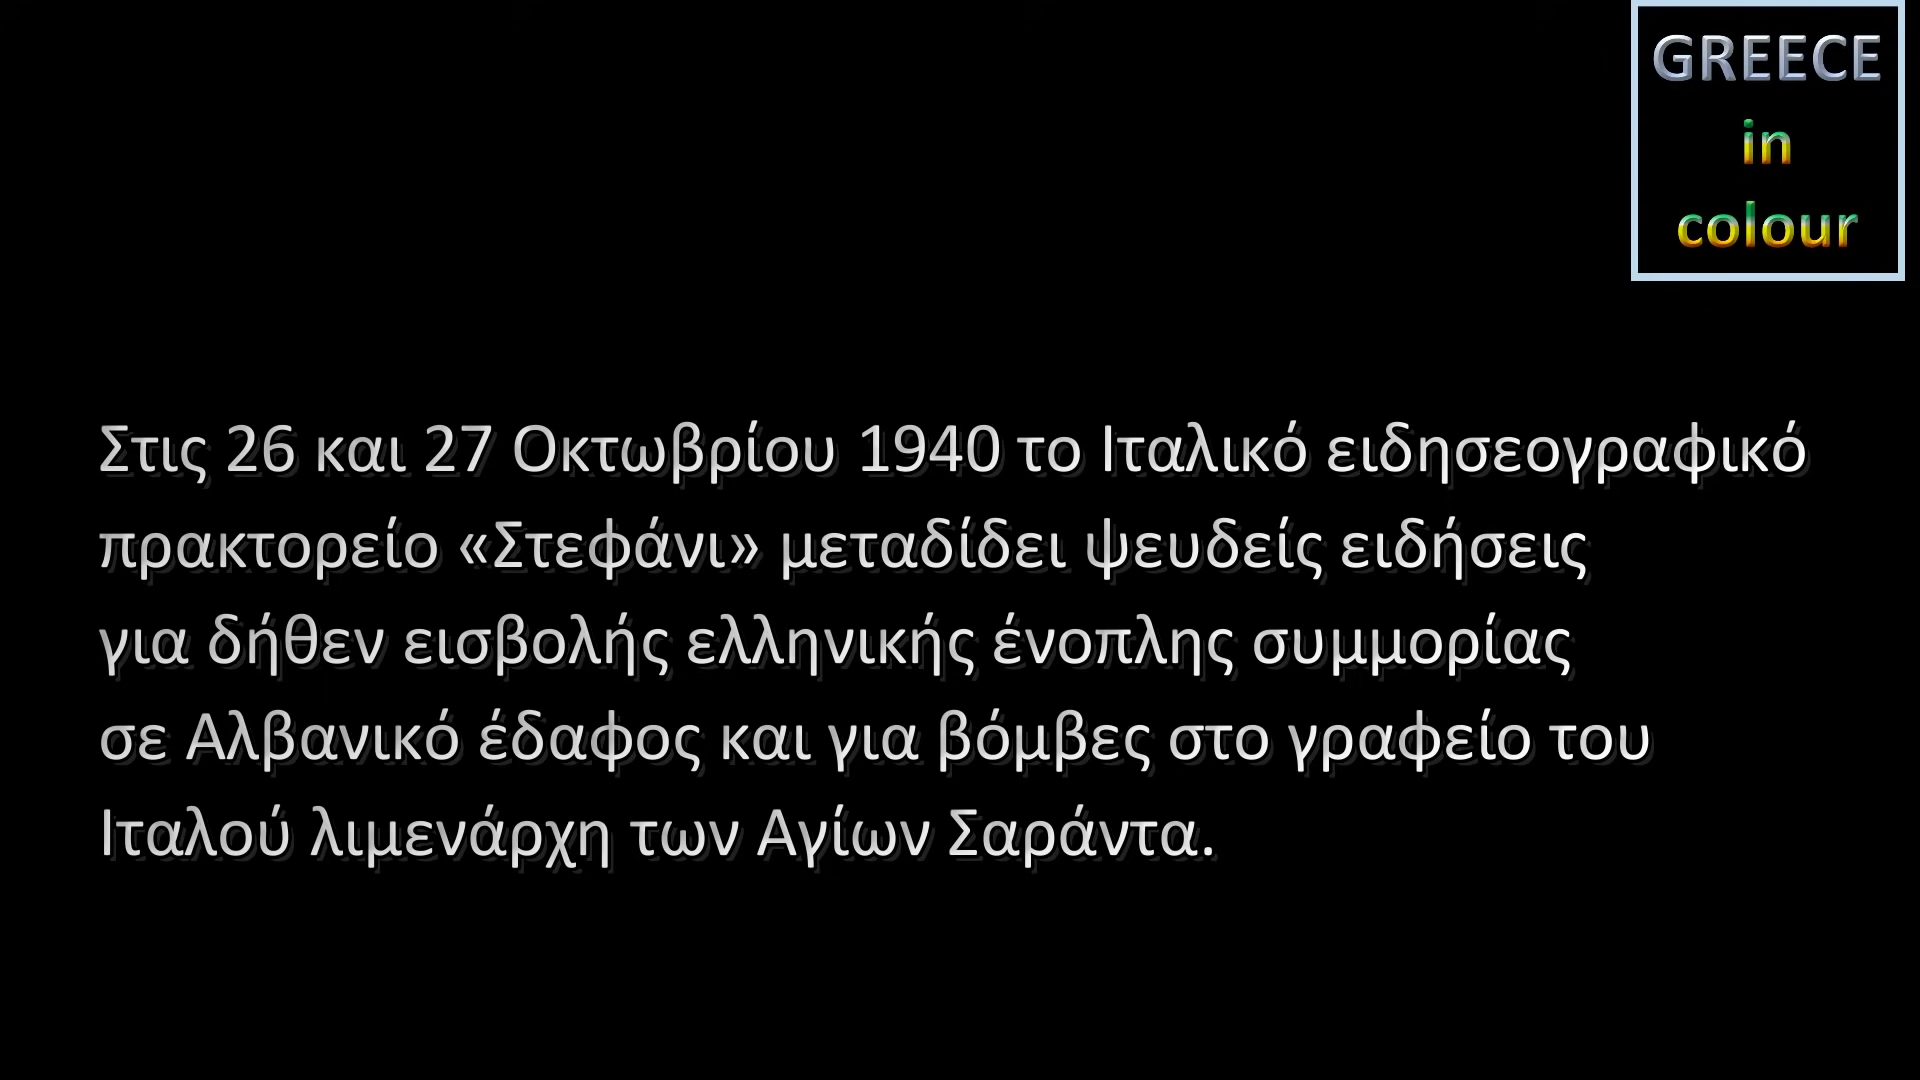 GREECE
in
colour
Στις 26 και 27 Οκτωβρίου 1940 το Ιταλικό ειδησεογραφικό
πρακτορείο «Στεφάνι» μεταδίδει ψευδείς ειδήσεις
για δήθεν εισβολής ελληνικής ένοπλης συμμορίας
σε Αλβανικό έδαφος και για βόμβες στο γραφείο του
Ιταλού λιμενάρχη των Αγίων Σαράντα.